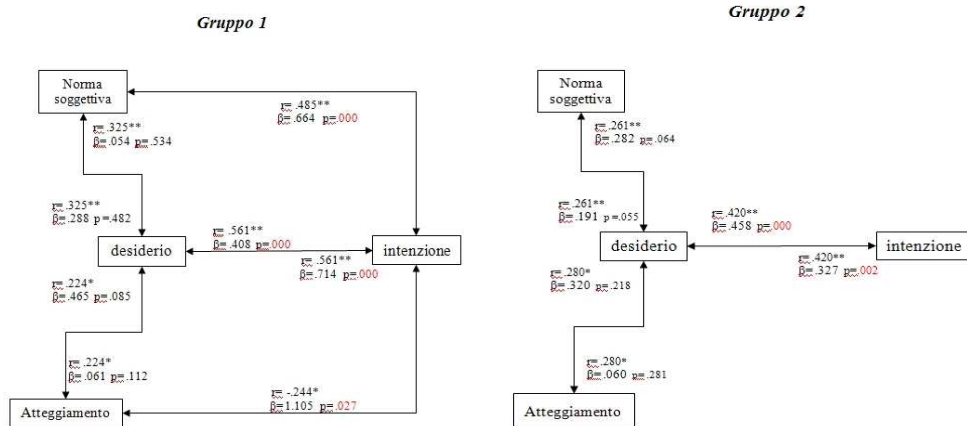 Gruppo 1
Norma
soggettiva
r= .485**
β= .664 p=.000
r= .325**
β=.054 p=.534
r= .325**
β= .288 p =.482
desiderio
r= .561**
β= .408 p=.000
r= .561**
β= .714 p=.000
intenzione
r= .224*
β=.465 p=.085
r= .224*
β= .061 p=.112
r= -.244*
β=1.105 p=.027
Atteggiamento
Gruppo 2
Norma
soggettiva
r=.261**
β= .282 p= .064
r=.261**
β= .191 p=.055
desiderio
r= .420**
β= .458 p=.000
r= .420**
β= .327 p=.002
intenzione
r= .280*
β= .320 p= .218
r= .280*
β= .060 p= .281
Atteggiamento